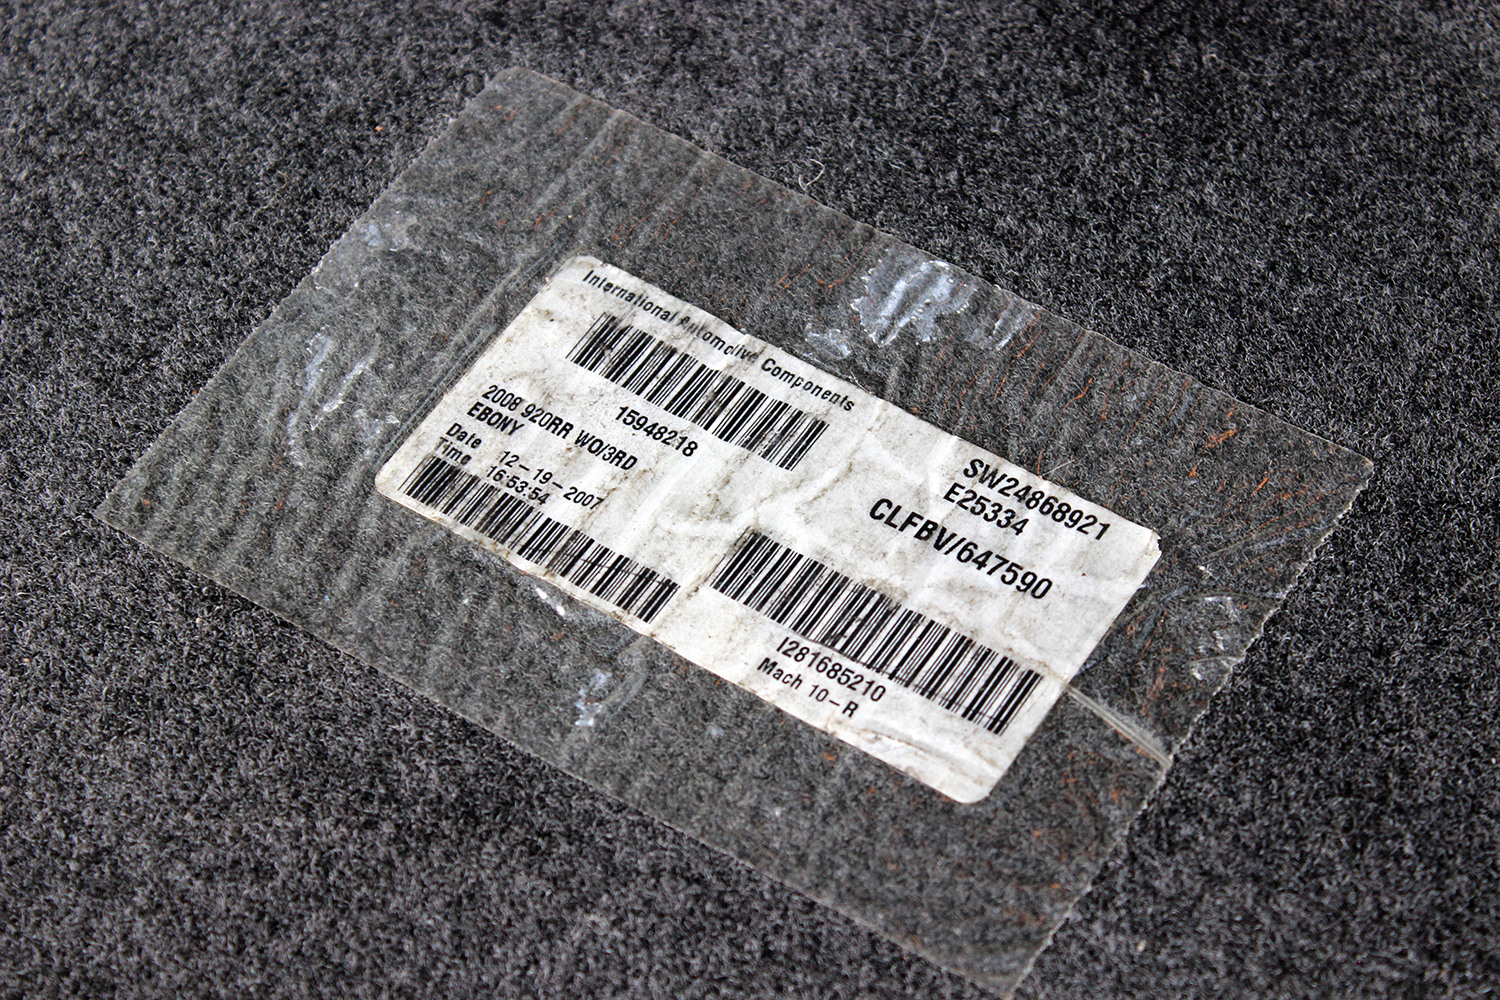 International Automotive Components
15948218
2008 920RR WO/3RD
EBONY
Date 12-19-2007
Time 16:53:54
SW24868921
E25334
CLFBV/647590
I281685210
Mach 10-R